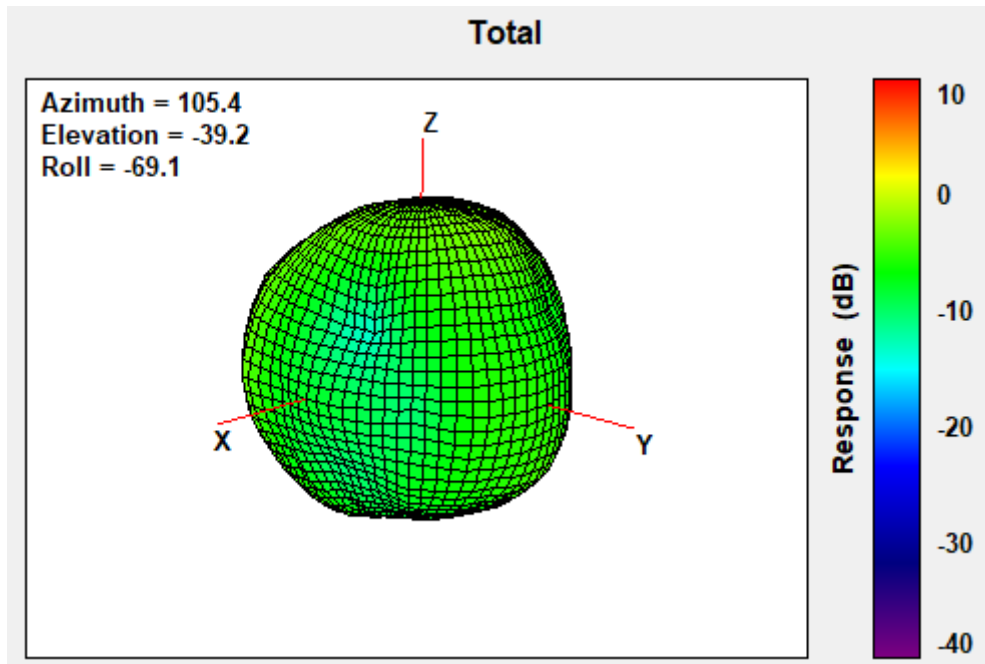 Total
Azimuth = 105.4
Elevation = -39.2
Roll = -69.1
Z
X
Y
Response (dB)
10
0
-10
-20
-30
-40